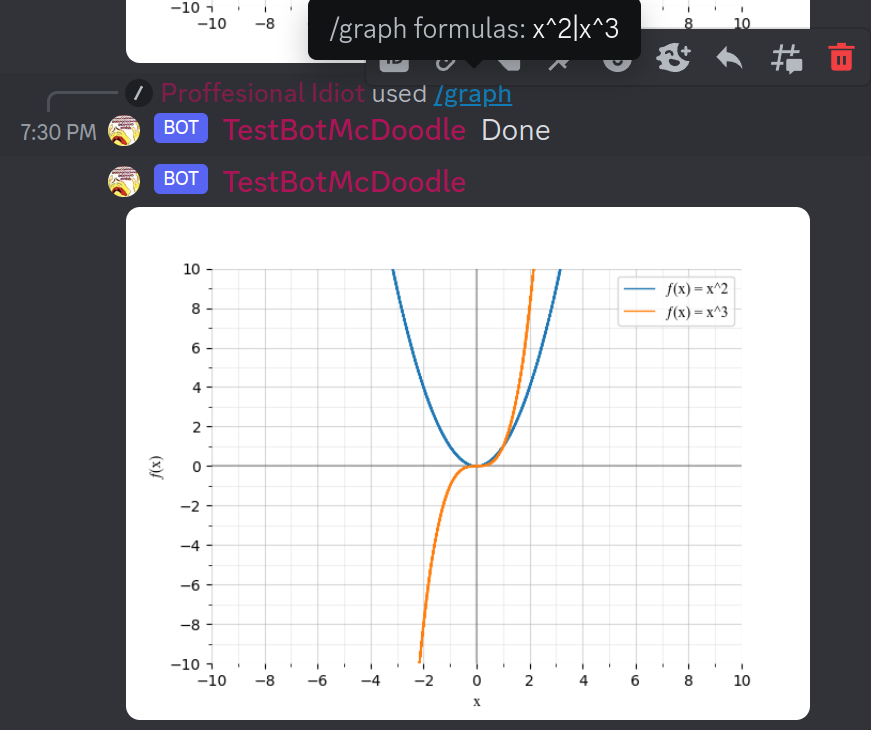 −10
−10 −8 8 10
/graph formulas: x^2|x^3
/ Proffesional Idiot used /graph
7:30 PM BOT TestBotMcDoodle Done
BOT TestBotMcDoodle
10
8
6
4
2
0
−2
−4
−6
−8
−10
f(x)
f(x) = x^2
f(x) = x^3
−10 −8 −6 −4 −2 0 2 4 6 8 10
x